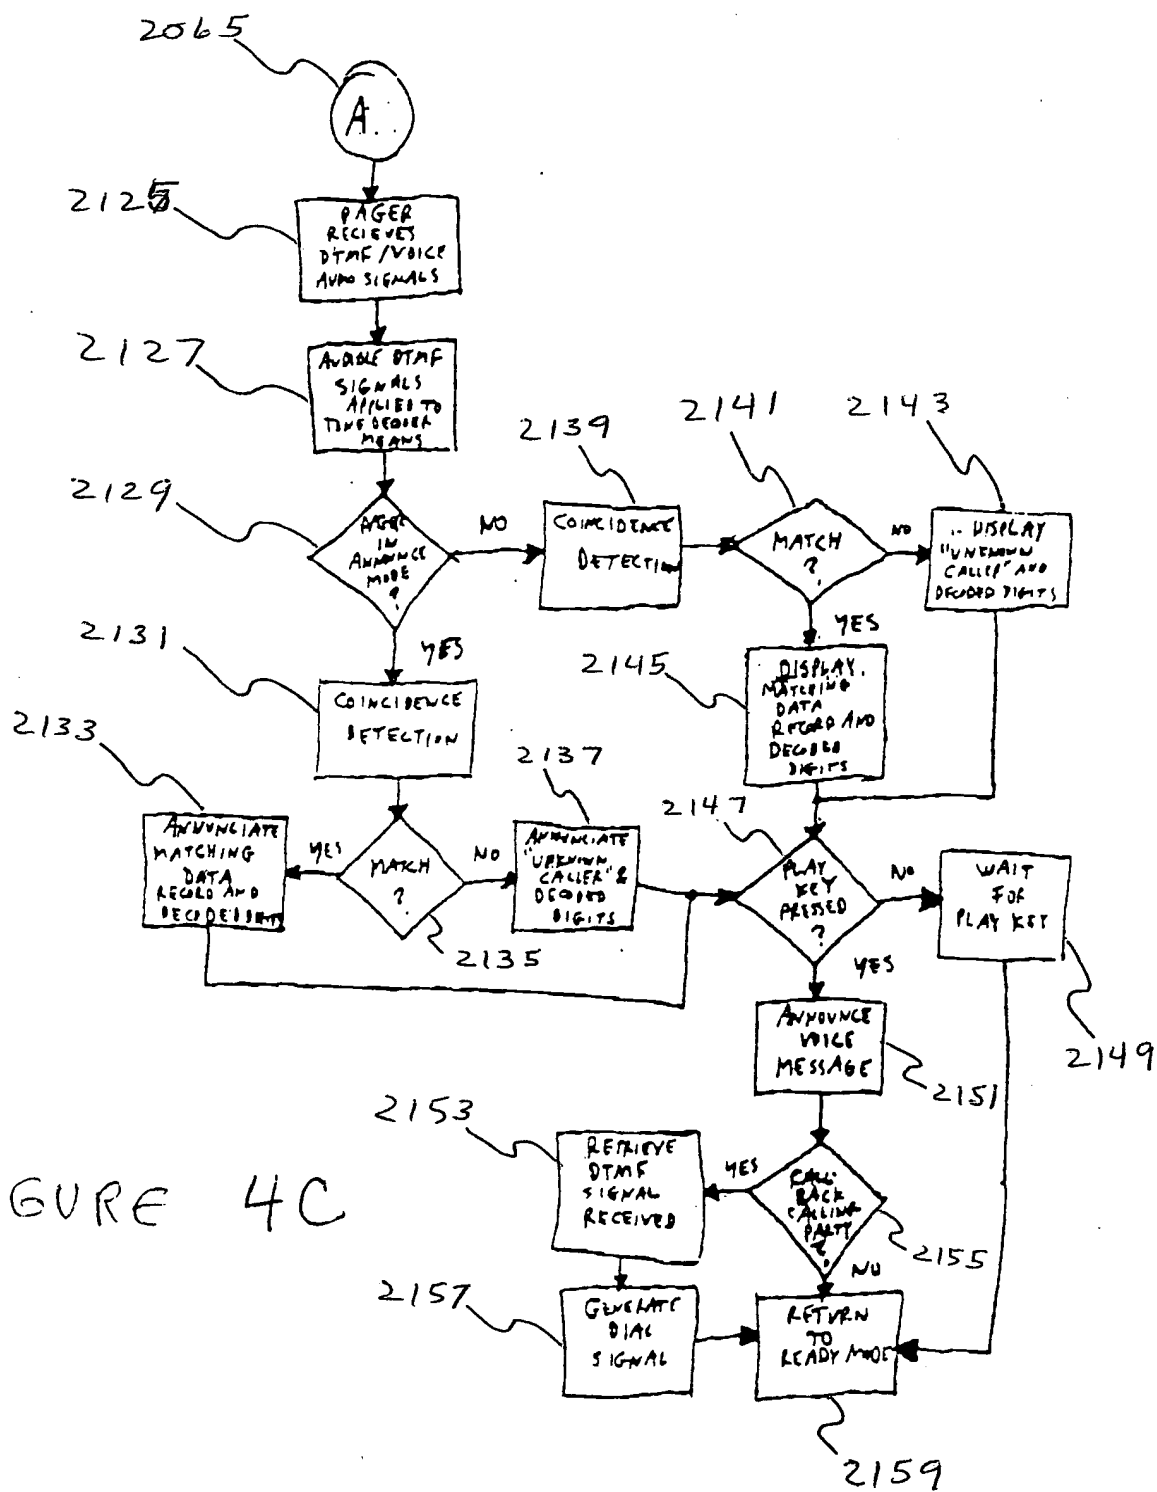 2065
A
2125
PAGER
RECIEVES
DTMF/VOICE
AUDIO SIGNALS
2127
AUDIBLE DTMF
SIGNALS
APPLIED TO
TONE DECODER
MEANS
2129
PAGER
IN
ANNOUNCE
MODE
?
NO
YES
2139
COINCIDENCE
DETECTION
2141
MATCH
?
NO
YES
2143
DISPLAY
"UNKNOWN
CALLER" AND
DECODED DIGITS
2131
COINCIDENCE
DETECTION
2145
DISPLAY
MATCHING
DATA
RECORD AND
DECODED
DIGITS
2133
ANNUNCIATE
MATCHING
DATA
RECORD AND
DECODED DIGITS
YES
MATCH
?
NO
2135
2137
ANNUNCIATE
"UNKNOWN
CALLER" &
DECODED
DIGITS
2147
PLAY
KEY
PRESSED
?
NO
YES
WAIT
FOR
PLAY KEY
2149
ANNOUNCE
VOICE
MESSAGE
2151
2153
RETRIEVE
DTMF
SIGNAL
RECEIVED
YES
CALL
BACK
CALLING
PARTY
?
2155
NO
GURE 4C
2157
GENERATE
DIAL
SIGNAL
RETURN
TO
READY MODE
2159